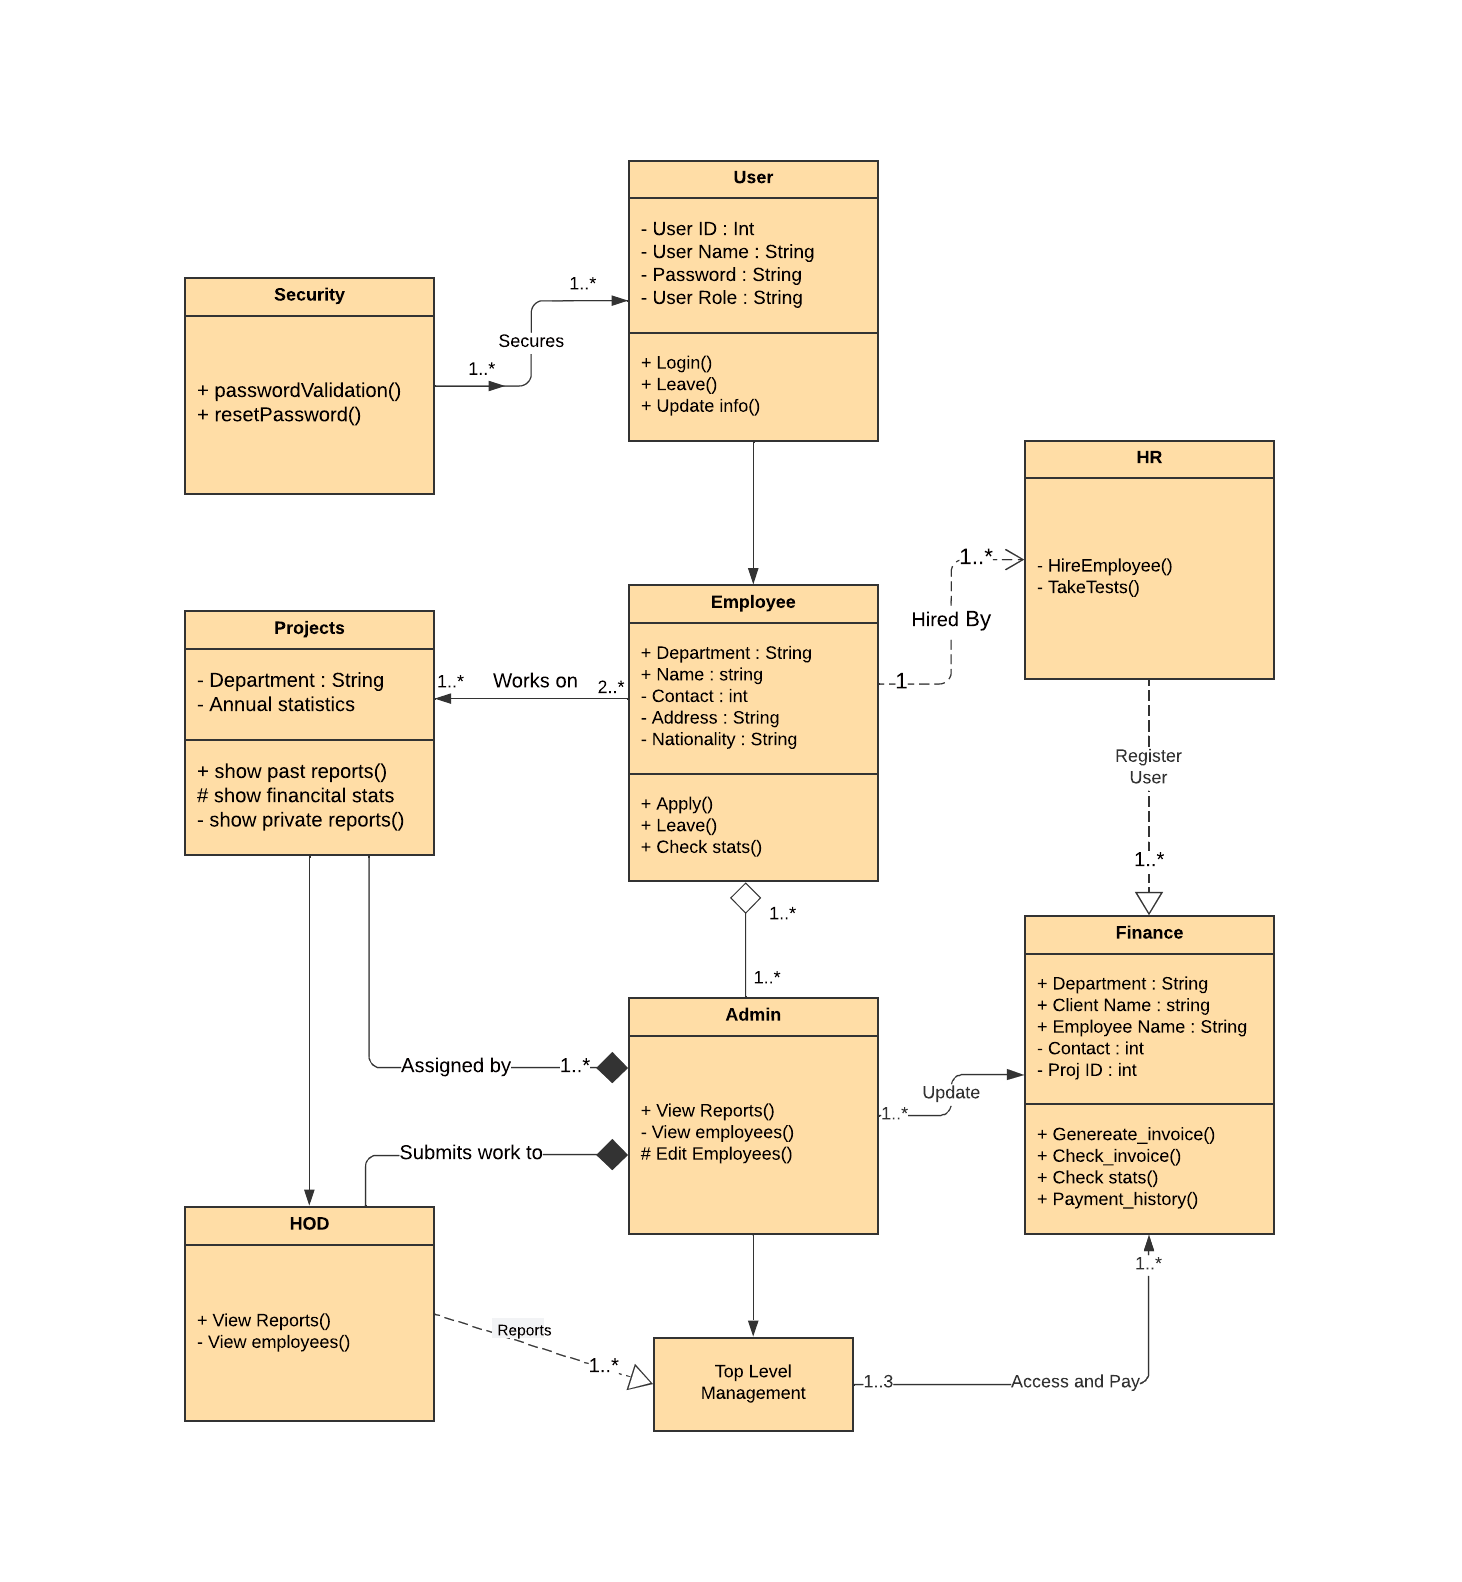 User
- User ID : Int
- User Name : String
- Password : String
- User Role : String
+ Login()
+ Leave()
+ Update info()
Security
+ passwordValidation()
+ resetPassword()
1..*
Secures
1..*
HR
- HireEmployee()
- TakeTests()
1..*
Hired By
1
Employee
+ Department : String
+ Name : string
- Contact : int
- Address : String
- Nationality : String
+ Apply()
+ Leave()
+ Check stats()
Projects
- Department : String
- Annual statistics
+ show past reports()
# show financital stats
- show private reports()
1..*
Works on
2..*
Register
User
1..*
1..*
1..*
Finance
+ Department : String
+ Client Name : string
+ Employee Name : String
- Contact : int
- Proj ID : int
+ Genereate_invoice()
+ Check_invoice()
+ Check stats()
+ Payment_history()
Admin
+ View Reports()
- View employees()
# Edit Employees()
Assigned by
1..*
Update
1..*
Submits work to
HOD
+ View Reports()
- View employees()
Reports
1..*
Top Level
Management
1..3
Access and Pay
1..*